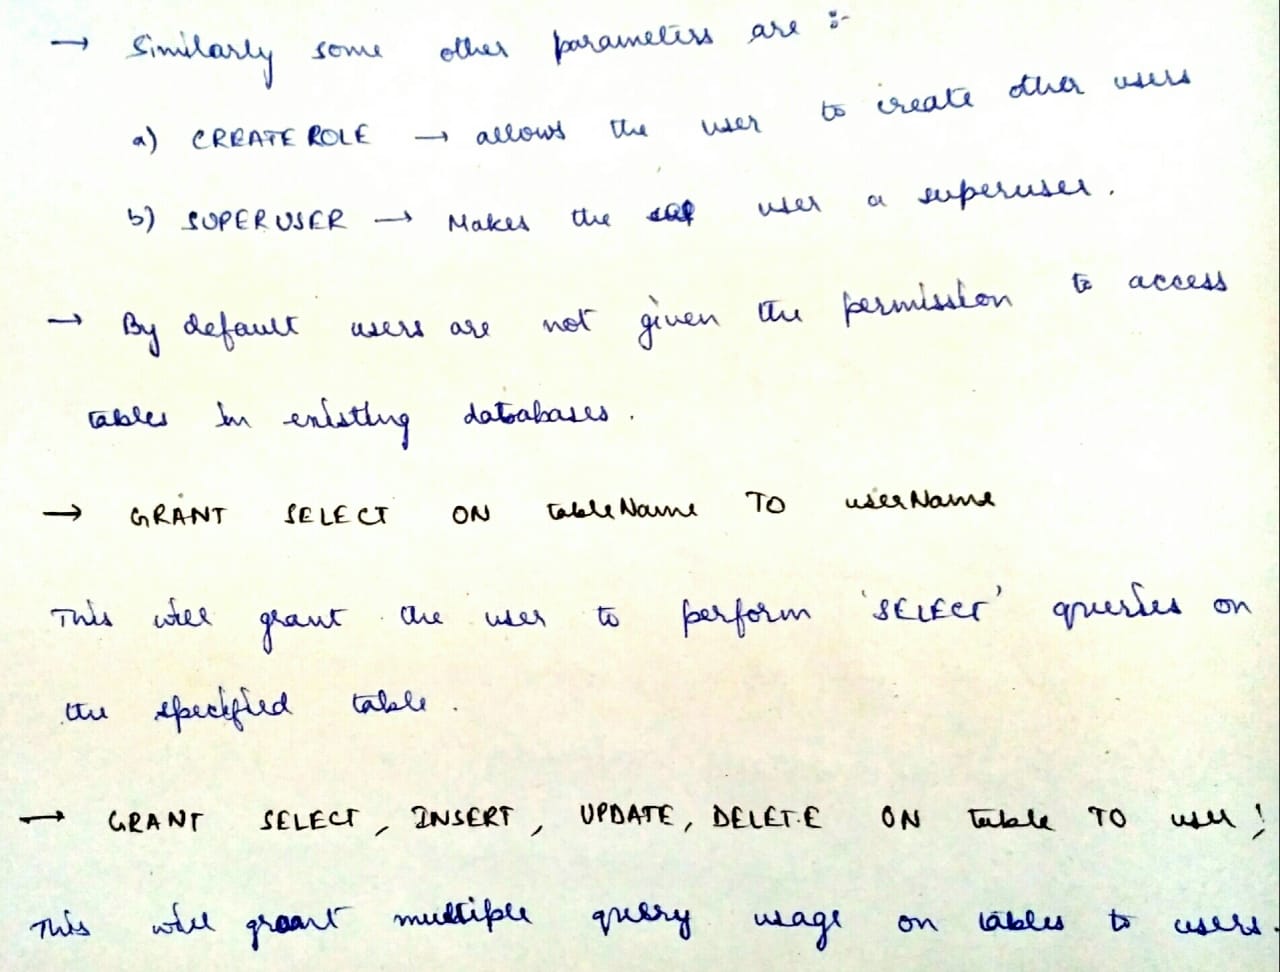 → Similarly some other parameters are :-
a) CREATE ROLE → allows the user to create other users
b) SUPERUSER → Makes the user a superuser.
→ By default users are not given the permission to access
tables in existing databases.
→ GRANT SELECT ON tableName TO userName
This will grant the user to perform 'SELECT' queries on
the specified table.
→ GRANT SELECT, INSERT, UPDATE, DELETE ON table TO user;
This will grant multiple query usage on tables to users.